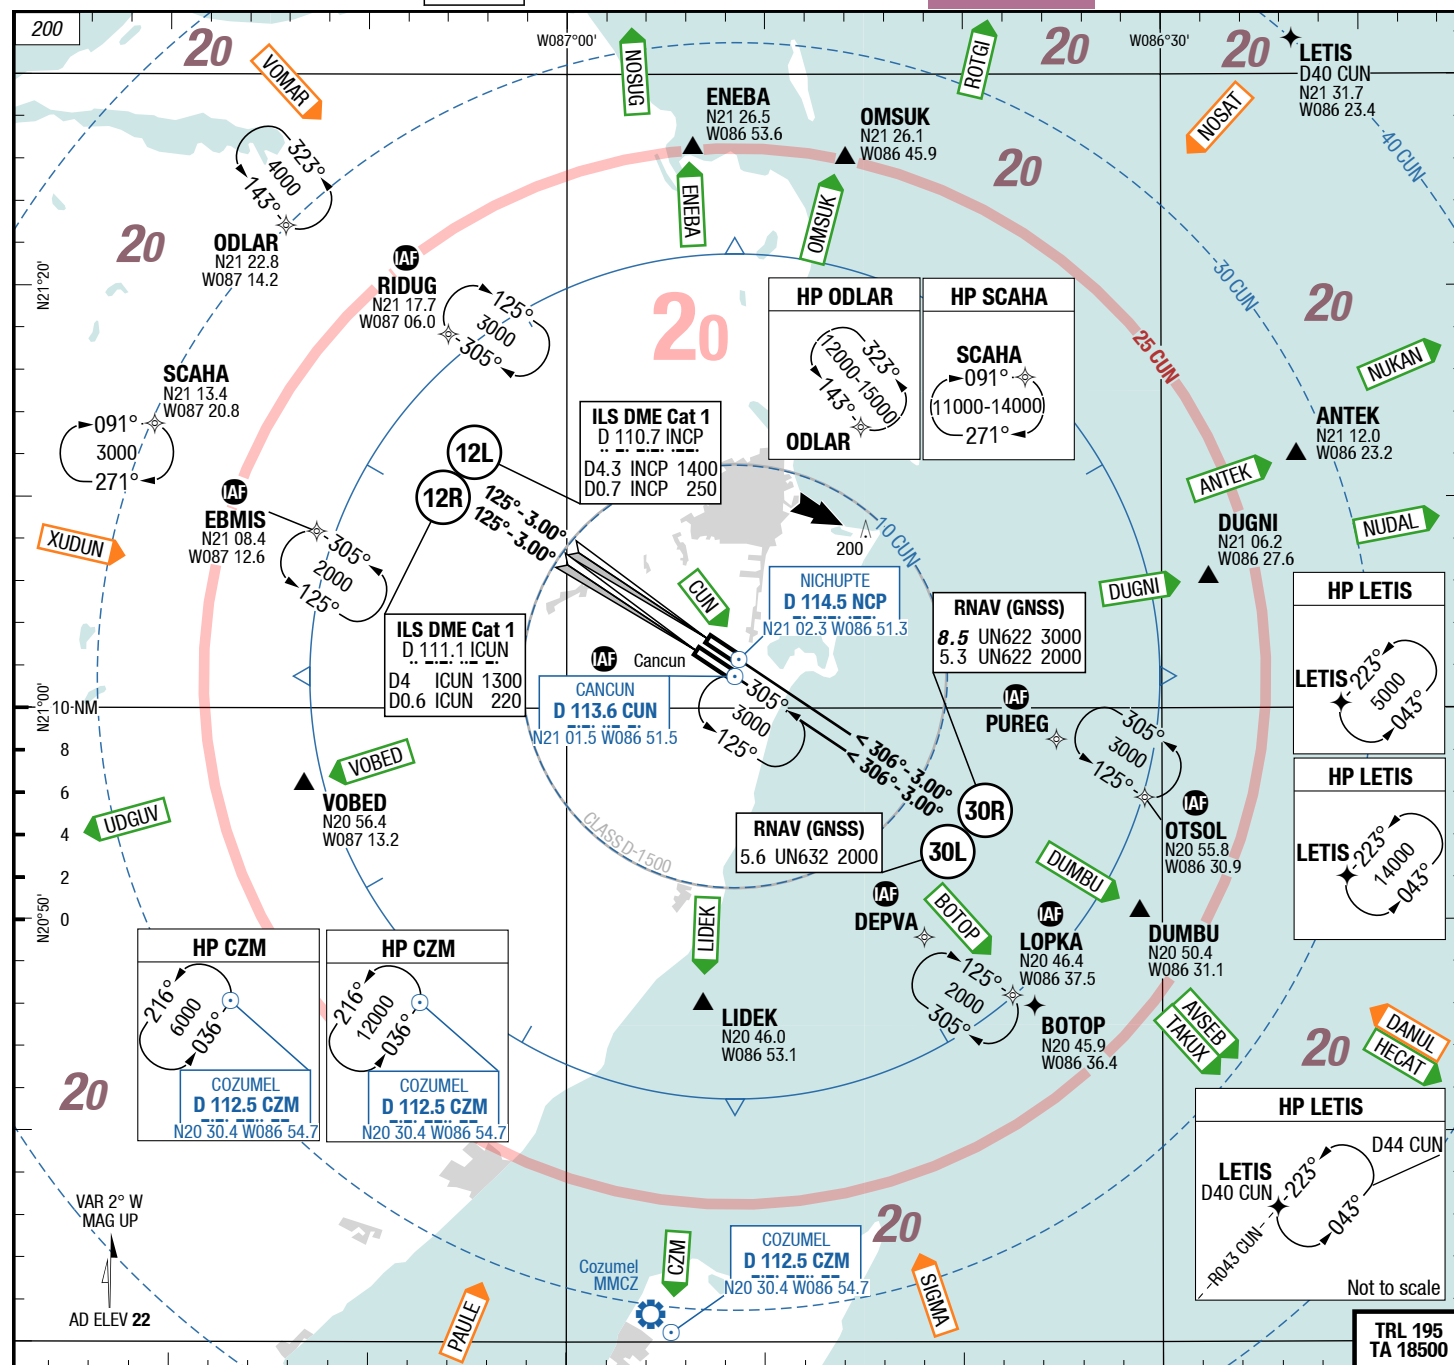 200
20
W087°00'
20
W086°30'
20
LETIS
D40 CUN
N21 31.7
W086 23.4
VOMAR
NOSUG
ROTGI
NOSAT
40 CUN
ENEBA
N21 26.5
W086 53.6
OMSUK
N21 26.1
W086 45.9
323°
4000
143°
ODLAR
N21 22.8
W087 14.2
20
20
ENEBA
OMSUK
30 CUN
N21°20'
IAF
RIDUG
N21 17.7
W087 06.0
125°
3000
305°
20
HP ODLAR
323°
12000-15000
143°
ODLAR
HP SCAHA
SCAHA
091°
11000-14000
271°
25 CUN
20
NUKAN
SCAHA
N21 13.4
W087 20.8
091°
3000
271°
ANTEK
N21 12.0
W086 23.2
ANTEK
ILS DME Cat 1
D 110.7 INCP
D4.3 INCP 1400
D0.7 INCP 250
12L
12R
125°-3.00°
125°-3.00°
IAF
EBMIS
N21 08.4
W087 12.6
305°
2000
125°
XUDUN
200
10 CUN
NUDAL
DUGNI
N21 06.2
W086 27.6
DUGNI
CUN
NICHUPTE
D 114.5 NCP
N21 02.3 W086 51.3
RNAV (GNSS)
8.5 UN622 3000
5.3 UN622 2000
HP LETIS
LETIS
223°
5000
043°
ILS DME Cat 1
D 111.1 ICUN
D4 ICUN 1300
D0.6 ICUN 220
IAF
Cancun
CANCUN
D 113.6 CUN
N21 01.5 W086 51.5
305°
3000
125°
N21°00'
10 NM
8
6
4
2
0
N20°50'
IAF
PUREG
305°
3000
125°
IAF
OTSOL
N20 55.8
W086 30.9
306°-3.00°
306°-3.00°
30R
30L
VOBED
VOBED
N20 56.4
W087 13.2
UDGUV
CLASS D-1500
RNAV (GNSS)
5.6 UN632 2000
HP LETIS
LETIS
223°
14000
043°
DUMBU
DUMBU
N20 50.4
W086 31.1
IAF
DEPVA
BOTOP
IAF
LOPKA
N20 46.4
W086 37.5
125°
2000
305°
BOTOP
N20 45.9
W086 36.4
LIDEK
LIDEK
N20 46.0
W086 53.1
HP CZM
216°
6000
036°
COZUMEL
D 112.5 CZM
N20 30.4 W086 54.7
HP CZM
216°
12000
036°
COZUMEL
D 112.5 CZM
N20 30.4 W086 54.7
20
AVSEB
TAKUX
20
DANUL
HECAT
HP LETIS
D44 CUN
LETIS
D40 CUN
223°
043°
R043 CUN
Not to scale
VAR 2° W
MAG UP
AD ELEV 22
PAULE
Cozumel
MMCZ
CZM
COZUMEL
D 112.5 CZM
N20 30.4 W086 54.7
20
SIGMA
TRL 195
TA 18500